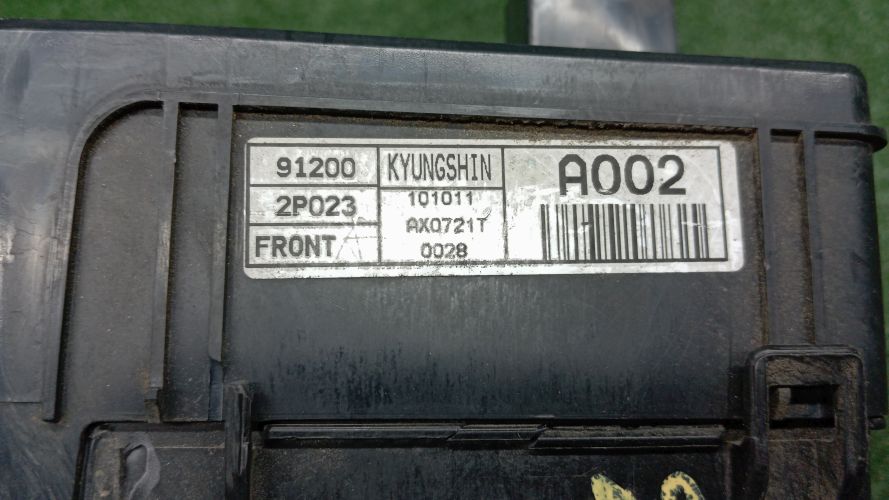 91200
2P023
FRONT
KYUNGSHIN
101011
AX0721T
0028
A002